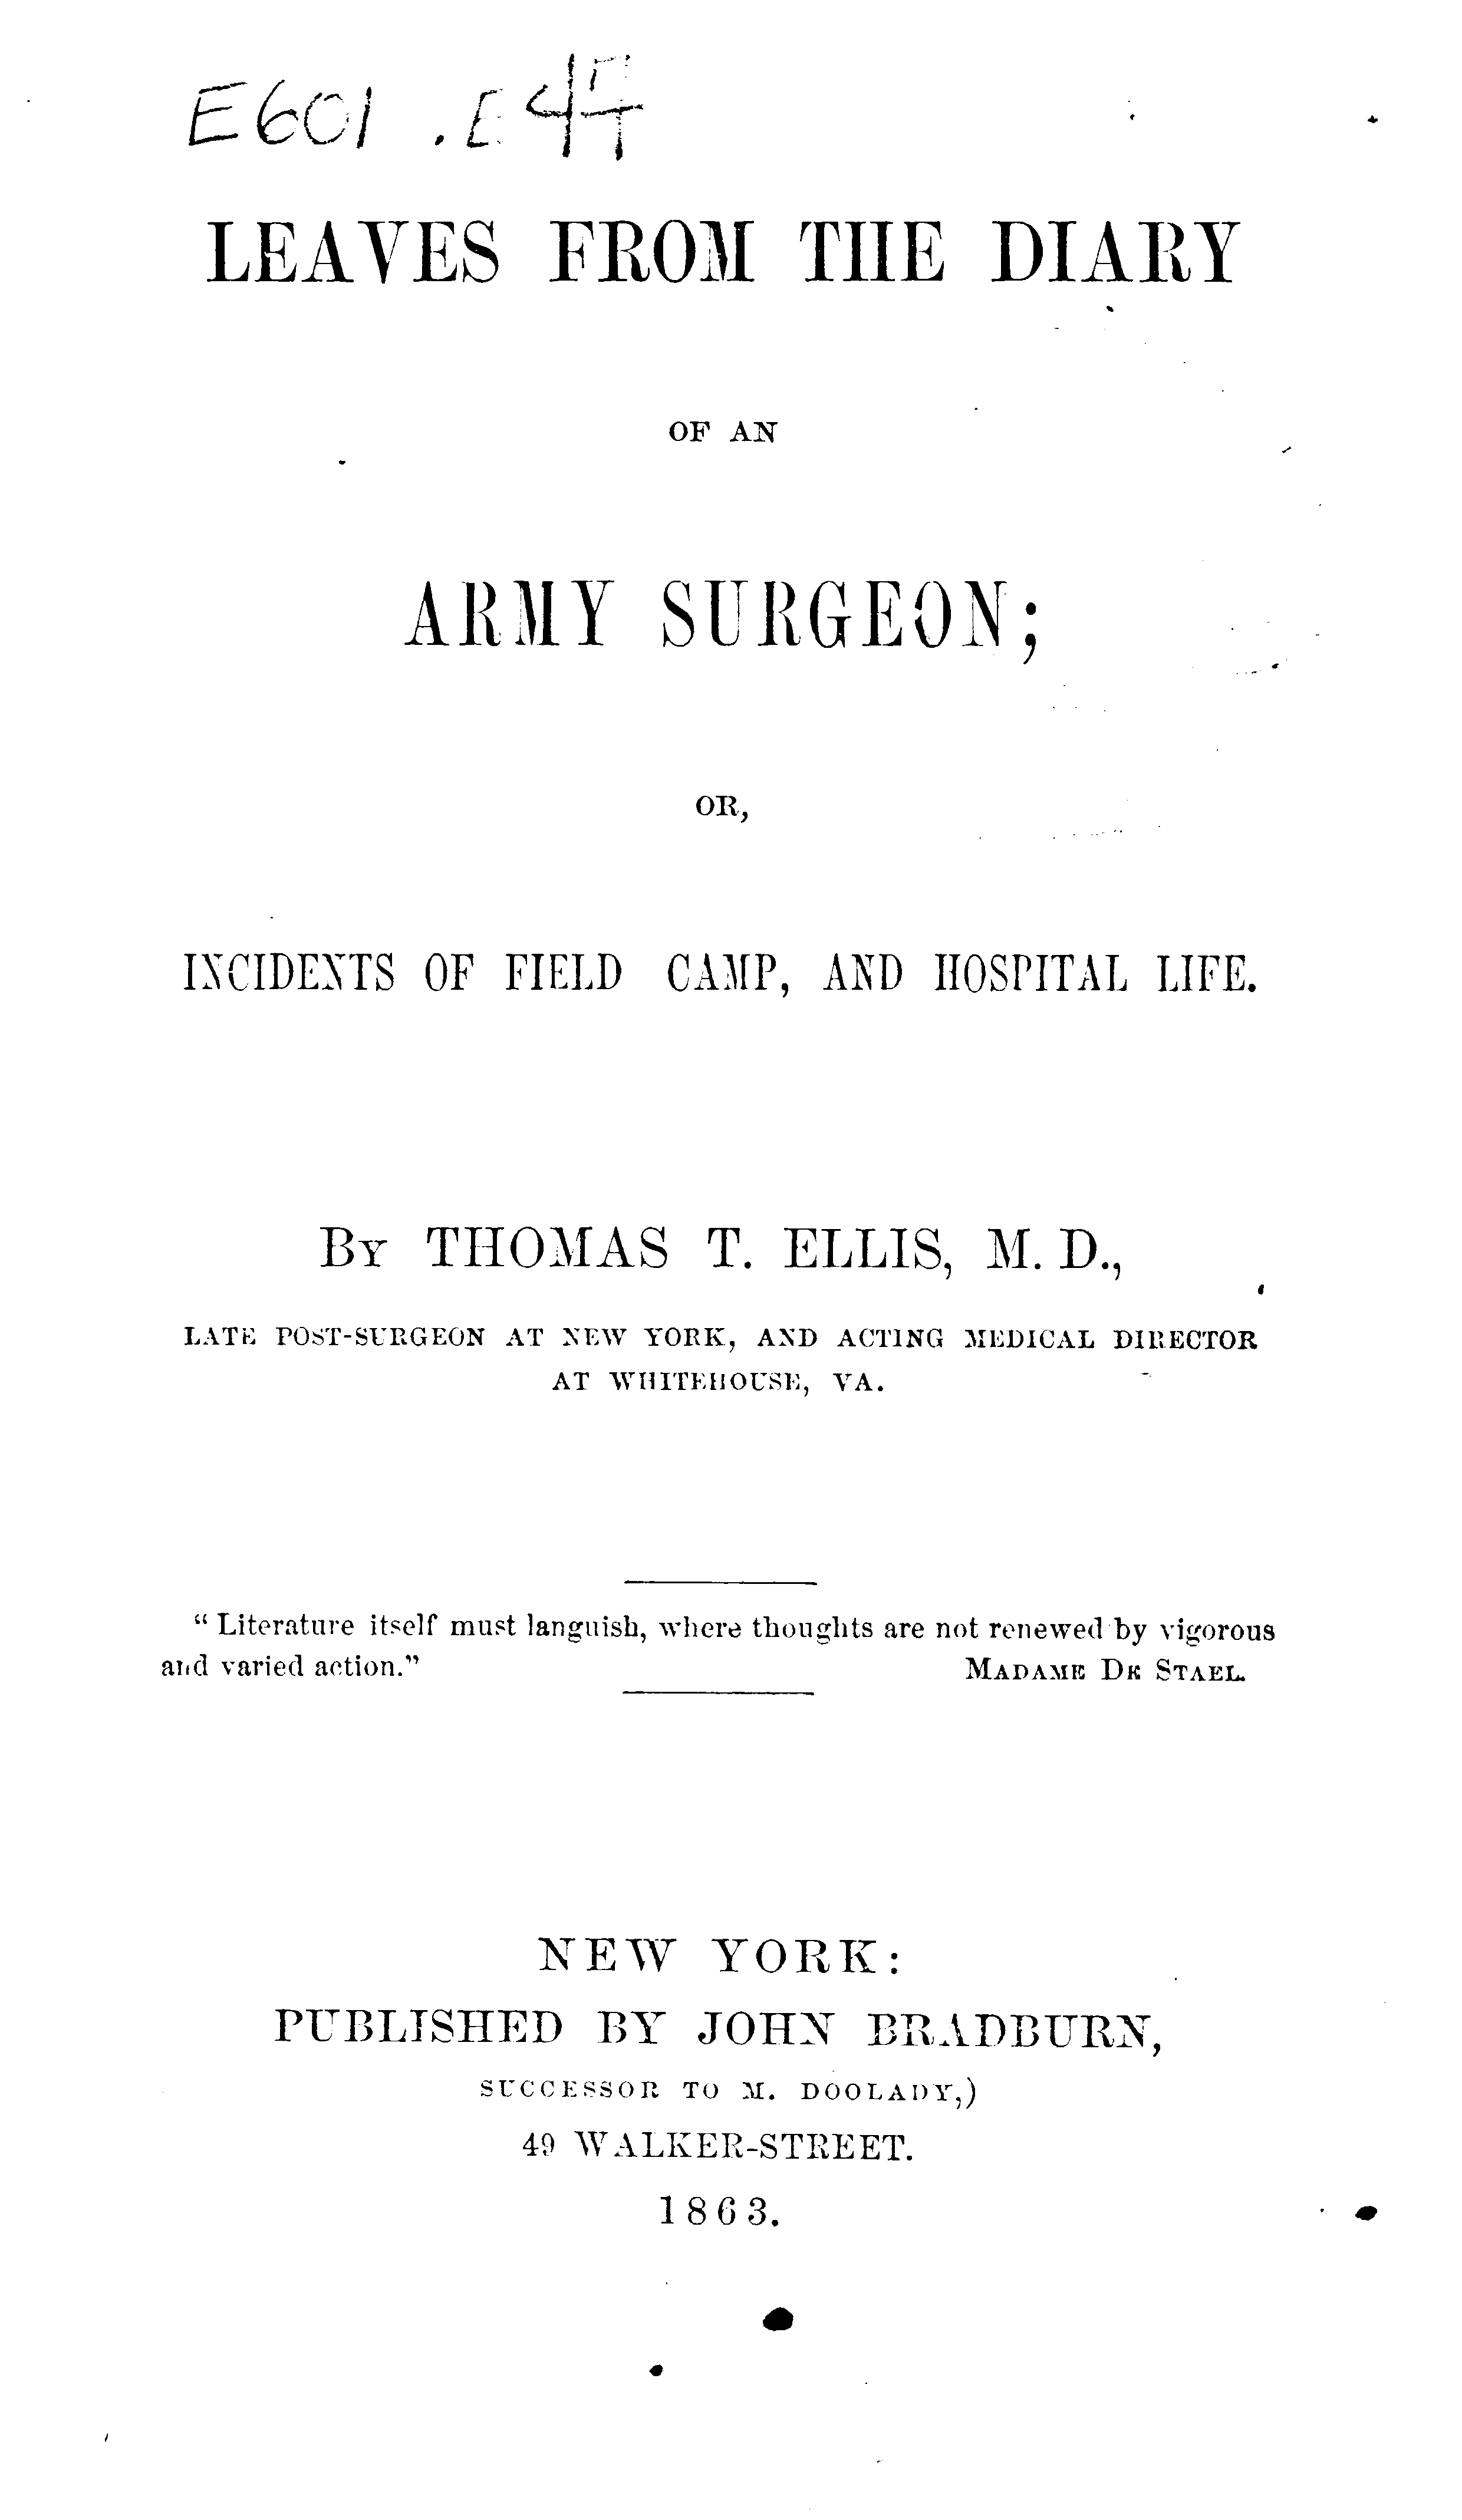 E601 .E47
LEAVES FROM THE DIARY
OF AN
ARMY SURGEON;
OR,
INCIDENTS OF FIELD CAMP, AND HOSPITAL LIFE.
BY THOMAS T. ELLIS, M. D.,
LATE POST-SURGEON AT NEW YORK, AND ACTING MEDICAL DIRECTOR
AT WHITEHOUSE, VA.
“ Literature itself must languish, where thoughts are not renewed by vigorous
and varied action.” MADAME DE STAEL.
NEW YORK:
PUBLISHED BY JOHN BRADBURN,
SUCCESSOR TO M. DOOLADY,)
49 WALKER-STREET.
1863.